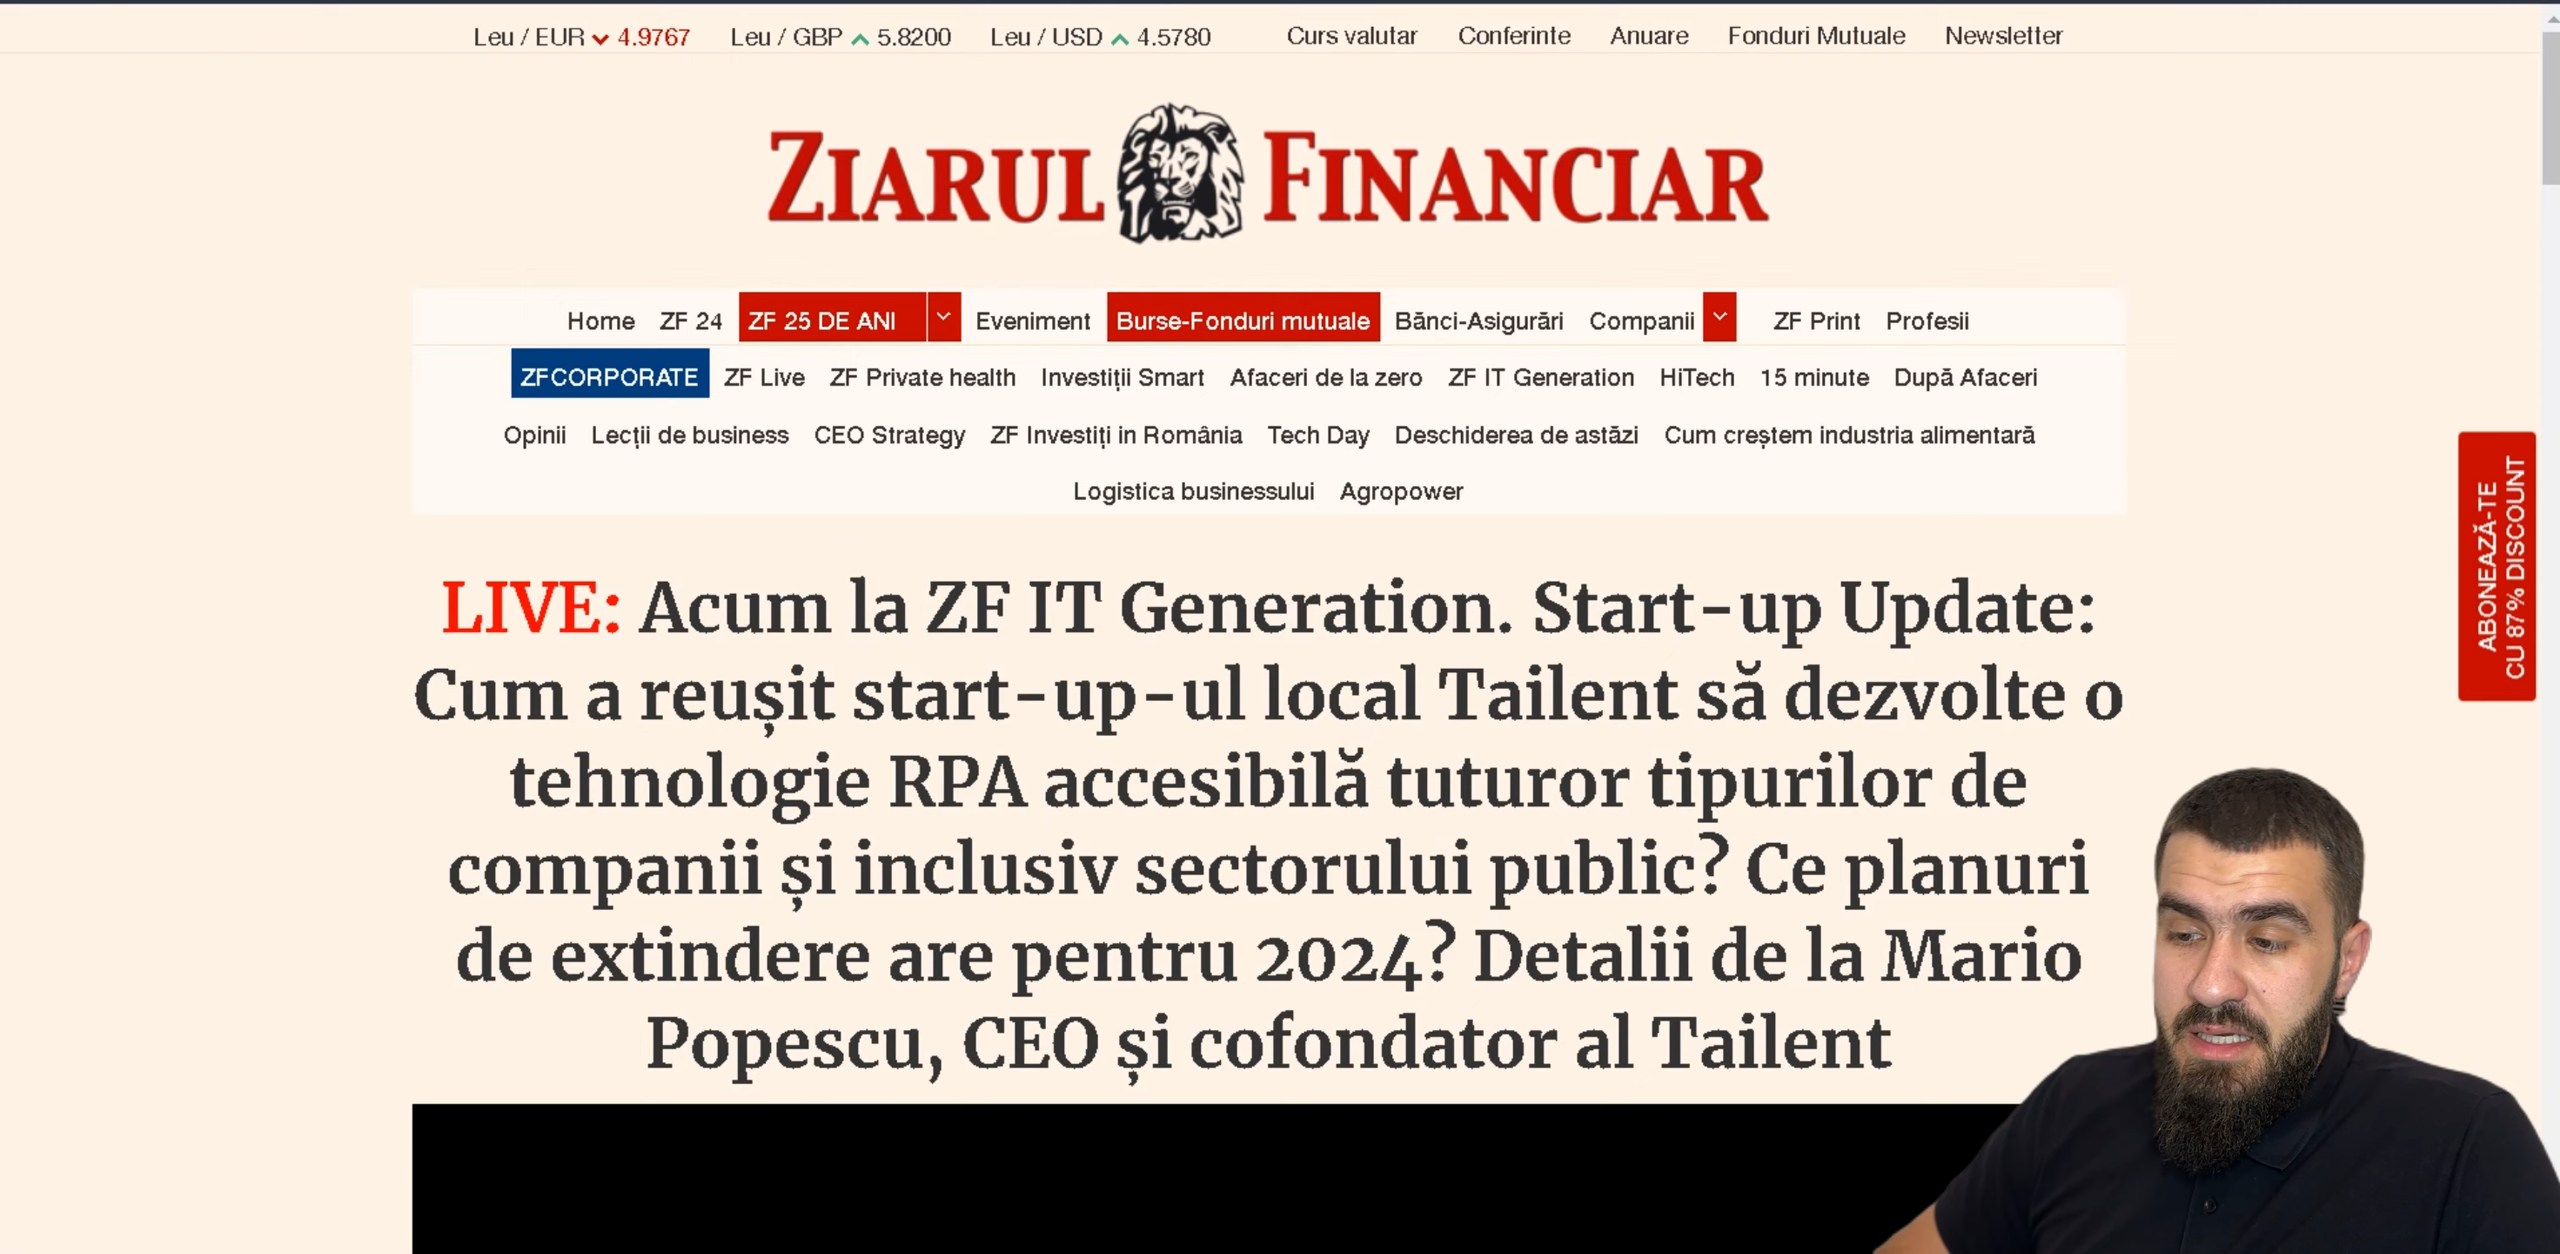 Leu / EUR 4.9767 Leu / GBP 5.8200 Leu / USD 4.5780 Curs valutar Conferinte Anuare Fonduri Mutuale Newsletter
ZIARUL FINANCIAR
Home ZF 24 ZF 25 DE ANI Eveniment Burse-Fonduri mutuale Bănci-Asigurări Companii ZF Print Profesii
ZFCORPORATE ZF Live ZF Private health Investiții Smart Afaceri de la zero ZF IT Generation HiTech 15 minute După Afaceri
Opinii Lecții de business CEO Strategy ZF Investiți in România Tech Day Deschiderea de astăzi Cum creștem industria alimentară
Logistica businessului Agropower
ABONEAZĂ-TE
CU 87% DISCOUNT
LIVE: Acum la ZF IT Generation. Start-up Update:
Cum a reușit start-up-ul local Tailent să dezvolte o
tehnologie RPA accesibilă tuturor tipurilor de
companii și inclusiv sectorului public? Ce planuri
de extindere are pentru 2024? Detalii de la Mario
Popescu, CEO și cofondator al Tailent